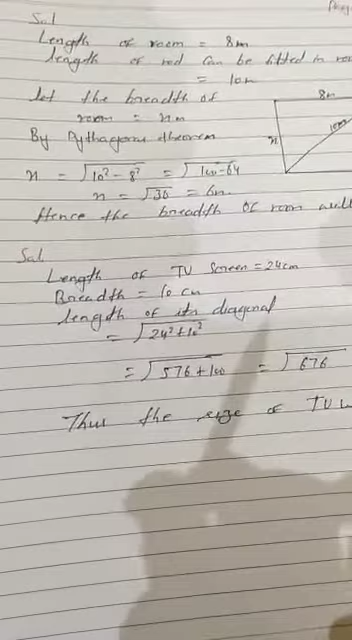 Sol
Length of room = 8m
length of rod can be fitted in
= 10m
let the breadth of
room = xm
By Pythagorus theorem
x = √10² - 8² = √100-64
x = √36 = 6m
Hence the breadth of room will
8m
10m
x
Sol
Length of TV Screen = 24cm
Breadth = 10 cm
length of its diagonal
= √24²+10²
= √576+100 = √676
Thus the size of TV